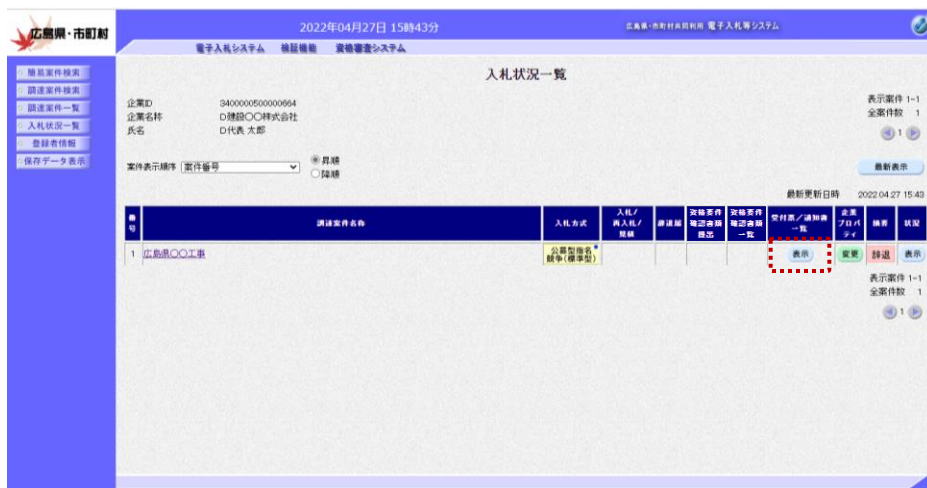 広島県・市町村
2022年04月27日 15時43分
広島県・市町村共同利用 電子入札等システム
電子入札システム 検証機能 資格審査システム
簡易案件検索
調達案件検索
調達案件一覧
入札状況一覧
登録者情報
保存データ表示
入札状況一覧
企業ID 3400000500000664
企業名称 D建設〇〇株式会社
氏名 D代表 太郎
表示案件 1-1
全案件数 1
1
案件表示順序 案件番号
昇順
降順
最新表示
最新更新日時 2022.04.27 15:43
番号 調達案件名称 入札方式 入札/再入札/見積 辞退届 資格要件確認書類提出 資格要件確認書類一覧 受付票/通知書一覧 企業プロパティ 摘要 状況
1 広島県〇〇工事 公募型指名競争(標準型) 表示 変更 辞退 表示
表示案件 1-1
全案件数 1
1